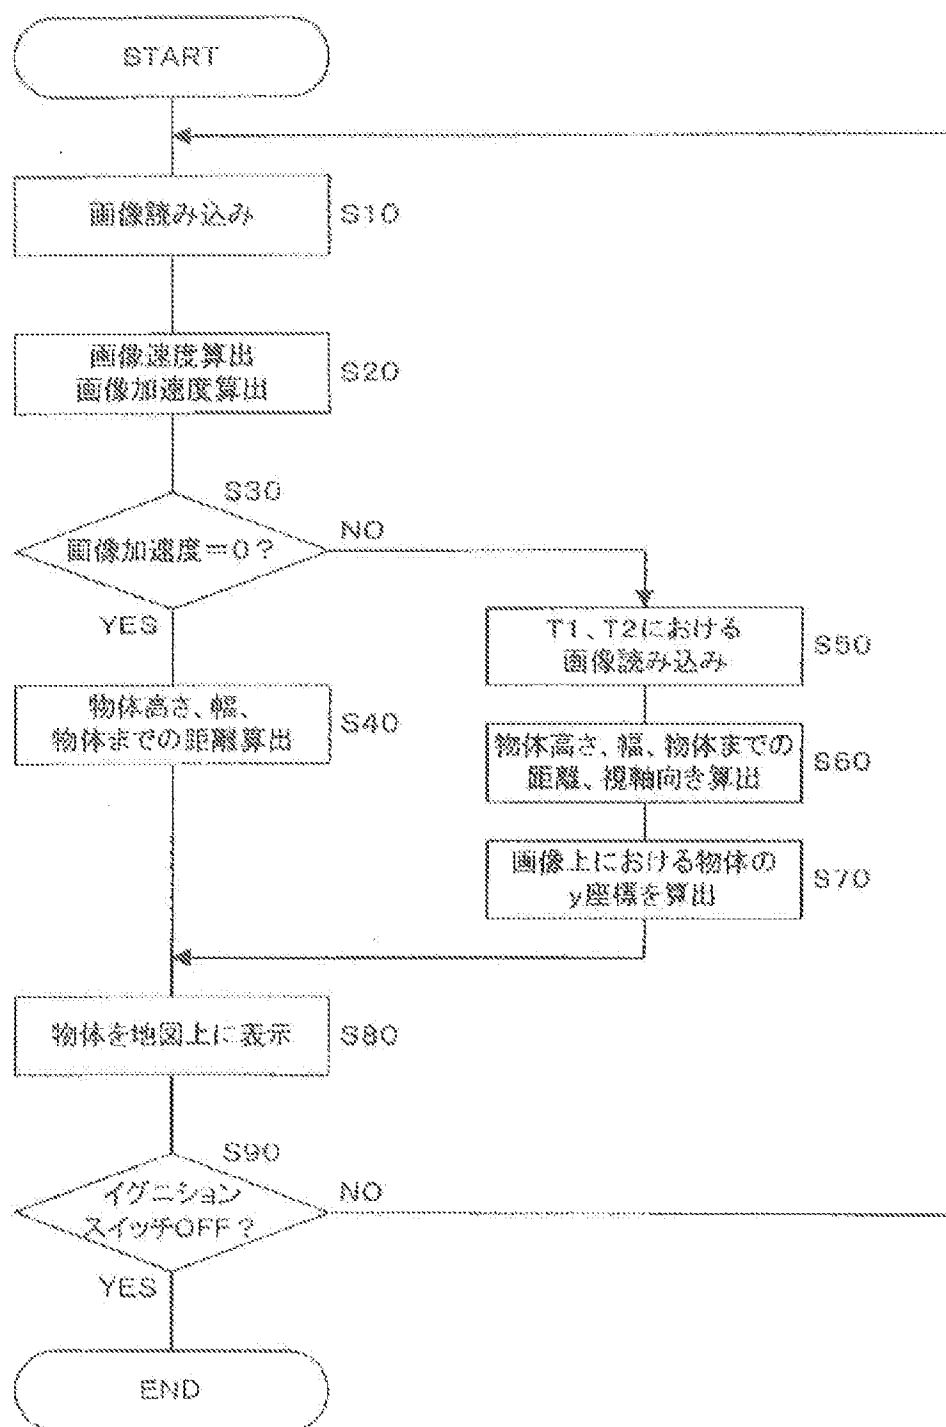 START
画像読み込み
S10
画像速度算出
画像加速度算出
S20
S30
画像加速度=0?
NO
YES
物体高さ、幅、
物体までの距離算出
S40
T1、T2における
画像読み込み
S50
物体高さ、幅、物体までの
距離、視軸向き算出
S60
画像上における物体の
y座標を算出
S70
物体を地図上に表示
S80
S90
イグニション
スイッチOFF?
NO
YES
END